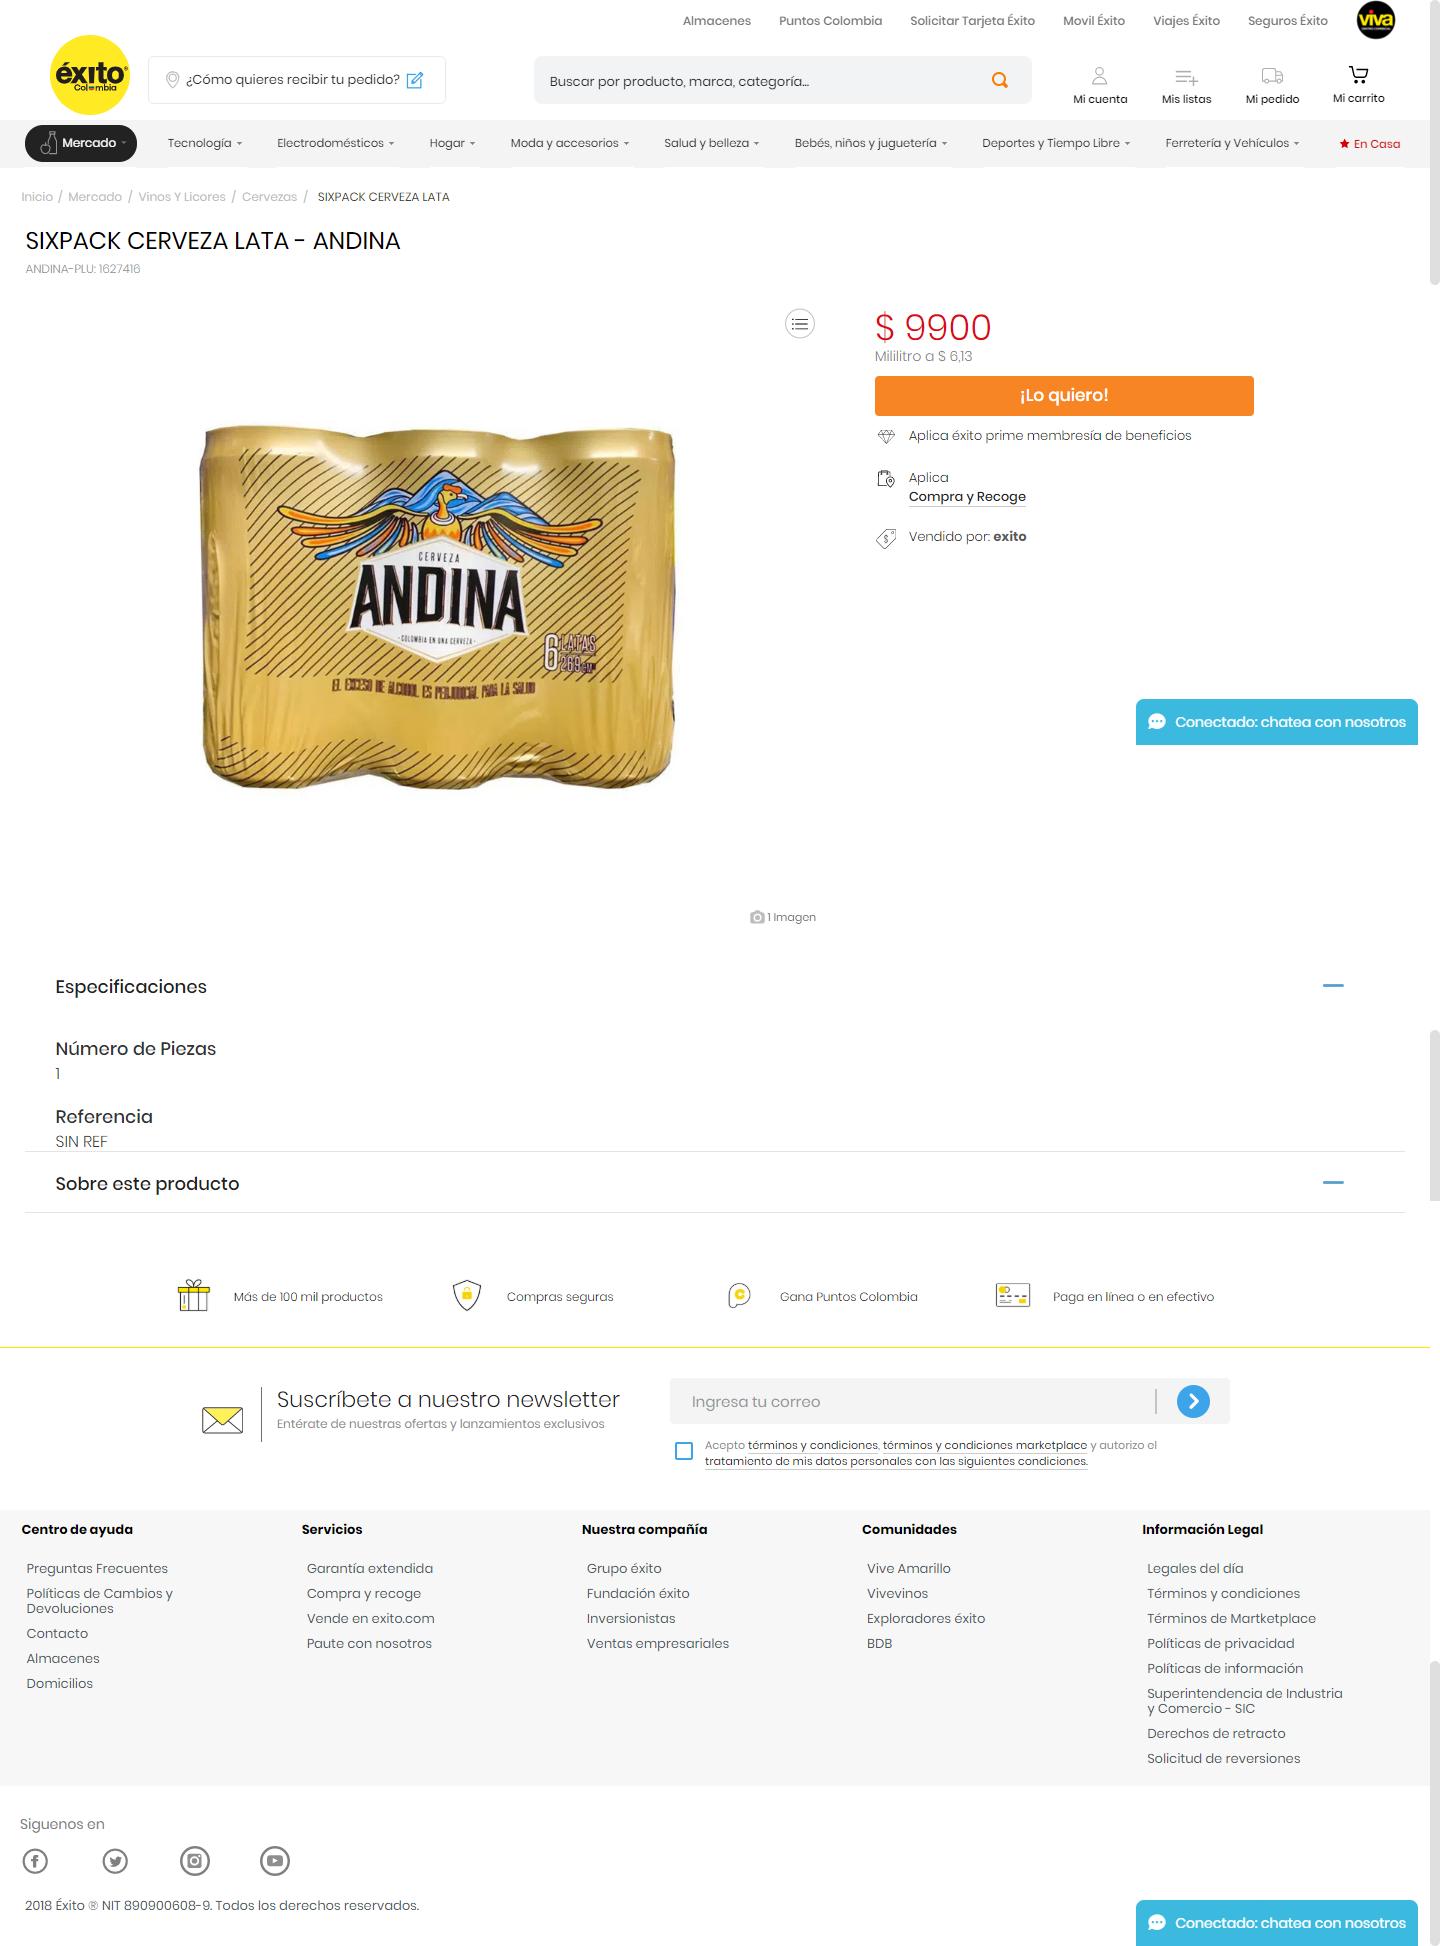 Almacenes Puntos Colombia Solicitar Tarjeta Éxito Movil Éxito Viajes Éxito Seguros Éxito viva
éxito
Colombia
¿Cómo quieres recibir tu pedido?
Buscar por producto, marca, categoría...
Mi cuenta Mis listas Mi pedido Mi carrito
Mercado Tecnología Electrodomésticos Hogar Moda y accesorios Salud y belleza Bebés, niños y juguetería Deportes y Tiempo Libre Ferretería y Vehículos En Casa
Inicio / Mercado / Vinos Y Licores / Cervezas / SIXPACK CERVEZA LATA
SIXPACK CERVEZA LATA - ANDINA
ANDINA-PLU: 1627416
$ 9900
Mililitro a $ 6,13
¡Lo quiero!
Aplica éxito prime membresía de beneficios
Aplica
Compra y Recoge
Vendido por: exito
CERVEZA
ANDINA
· COLOMBIA EN UNA CERVEZA ·
6 LATAS
269 cm³
EL EXCESO DE ALCOHOL ES PERJUDICIAL PARA LA SALUD
Conectado: chatea con nosotros
1 Imagen
Especificaciones
Número de Piezas
1
Referencia
SIN REF
Sobre este producto
Más de 100 mil productos Compras seguras Gana Puntos Colombia Paga en línea o en efectivo
Suscríbete a nuestro newsletter
Entérate de nuestras ofertas y lanzamientos exclusivos
Ingresa tu correo
Acepto términos y condiciones, términos y condiciones marketplace y autorizo el
tratamiento de mis datos personales con las siguientes condiciones.
Centro de ayuda
Preguntas Frecuentes
Políticas de Cambios y
Devoluciones
Contacto
Almacenes
Domicilios
Servicios
Garantía extendida
Compra y recoge
Vende en exito.com
Paute con nosotros
Nuestra compañía
Grupo éxito
Fundación éxito
Inversionistas
Ventas empresariales
Comunidades
Vive Amarillo
Vivevinos
Exploradores éxito
BDB
Información Legal
Legales del día
Términos y condiciones
Términos de Martketplace
Políticas de privacidad
Políticas de información
Superintendencia de Industria
y Comercio - SIC
Derechos de retracto
Solicitud de reversiones
Siguenos en
2018 Éxito ® NIT 890900608-9. Todos los derechos reservados.
Conectado: chatea con nosotros